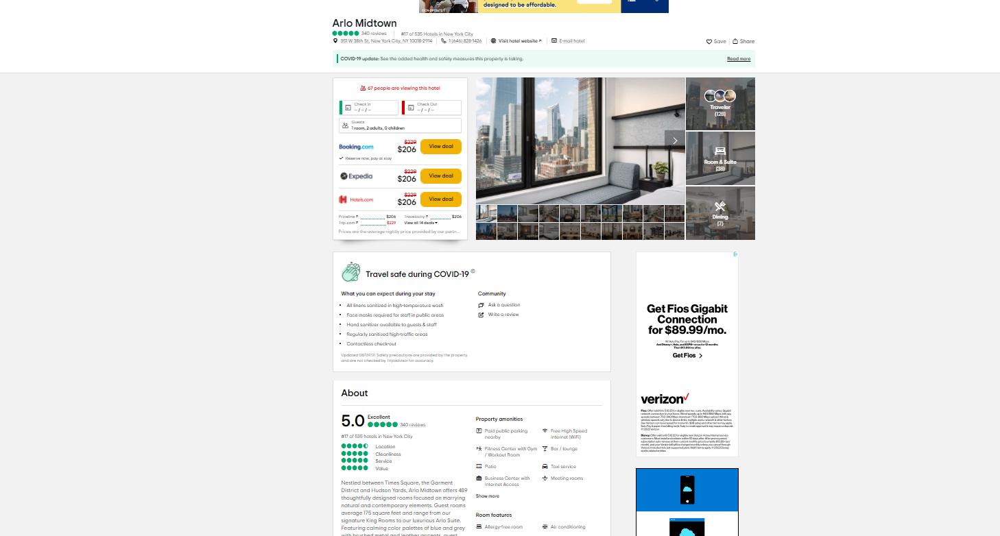 designed to be affordable.
Arlo Midtown
340 reviews
#17 of 535 Hotels in New York City
351 W 38th St, New York City, NY 10018-2914
1 (646) 828-1426
Visit hotel website
E-mail hotel
Save
Share
COVID-19 update: See the added health and safety measures this property is taking.
Read more
67 people are viewing this hotel
Check In
– / – / –
Check Out
– / – / –
Guests
1 room, 2 adults, 0 children
Booking.com
$229
$206
View deal
Reserve now, pay at stay
Expedia
$229
$206
View deal
Hotels.com
$229
$206
View deal
Priceline $206
Travelocity $206
Trip.com $229
View all 14 deals
Prices are the average nightly price provided by our partn...
Traveler
(128)
Room & Suite
(38)
Dining
(7)
Travel safe during COVID-19
What you can expect during your stay
All linens sanitized in high-temperature wash
Face masks required for staff in public areas
Hand sanitizer available to guests & staff
Regularly sanitized high-traffic areas
Contactless check-out
Updated 08/09/21 Safety precautions are provided by the property
and are not checked by Tripadvisor for accuracy.
Community
Ask a question
Write a review
Get Fios Gigabit
Connection
for $89.99/mo.
Get Fios
verizon
About
5.0
Excellent
340 reviews
#17 of 535 hotels in New York City
Location
Cleanliness
Service
Value
Nestled between Times Square, the Garment
District and Hudson Yards, Arlo Midtown offers 489
thoughtfully designed rooms focused on marrying
natural and contemporary elements. Guest rooms
average 175 square feet and range from our
signature King Rooms to our luxurious Arlo Suite.
Featuring calming color palettes of blue and grey
with brushed metal and leather accents, guest
Property amenities
Paid public parking
nearby
Free High Speed
Internet (WiFi)
Fitness Center with Gym
/ Workout Room
Bar / lounge
Patio
Taxi service
Business Center with
Internet Access
Meeting rooms
Show more
Room features
Allergy-free room
Air conditioning